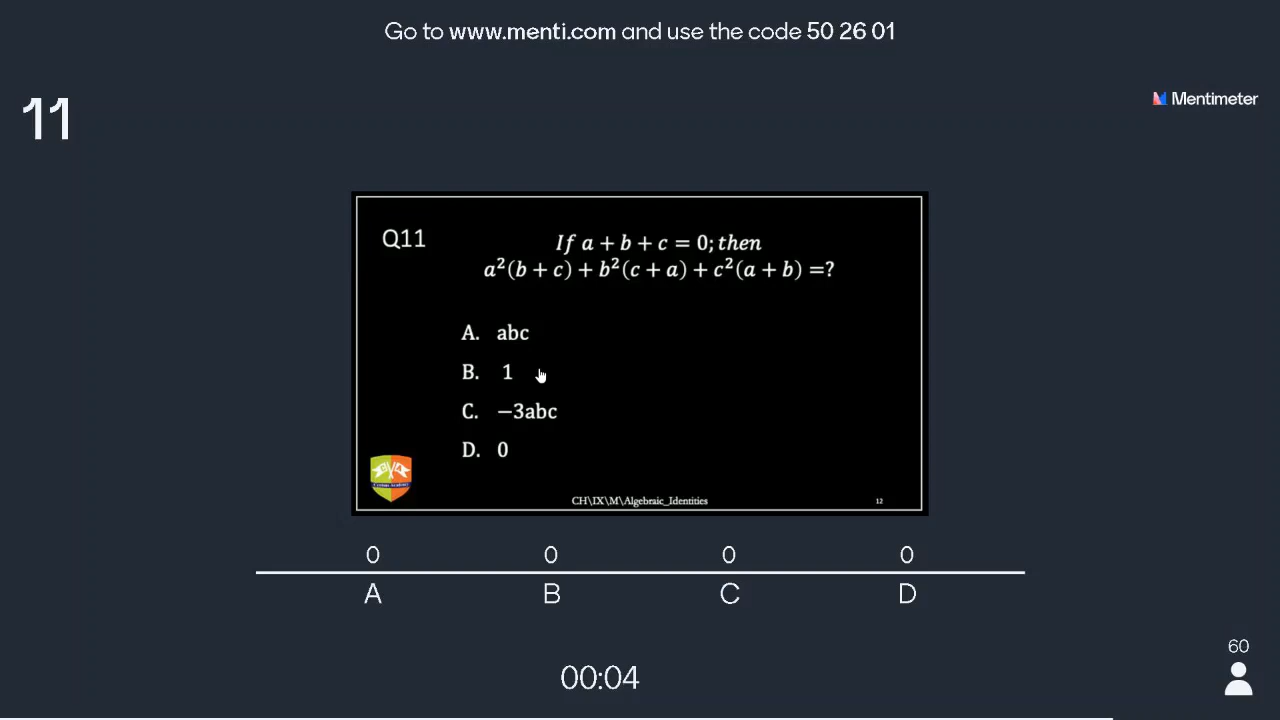 Go to www.menti.com and use the code 50 26 01
11
Mentimeter
Q11
If a + b + c = 0; then
a²(b + c) + b²(c + a) + c²(a + b) =?
A. abc
B. 1
C. −3abc
D. 0
CH\IX\M\Algebraic_Identities
12
0 0 0 0
A B C D
60
00:04